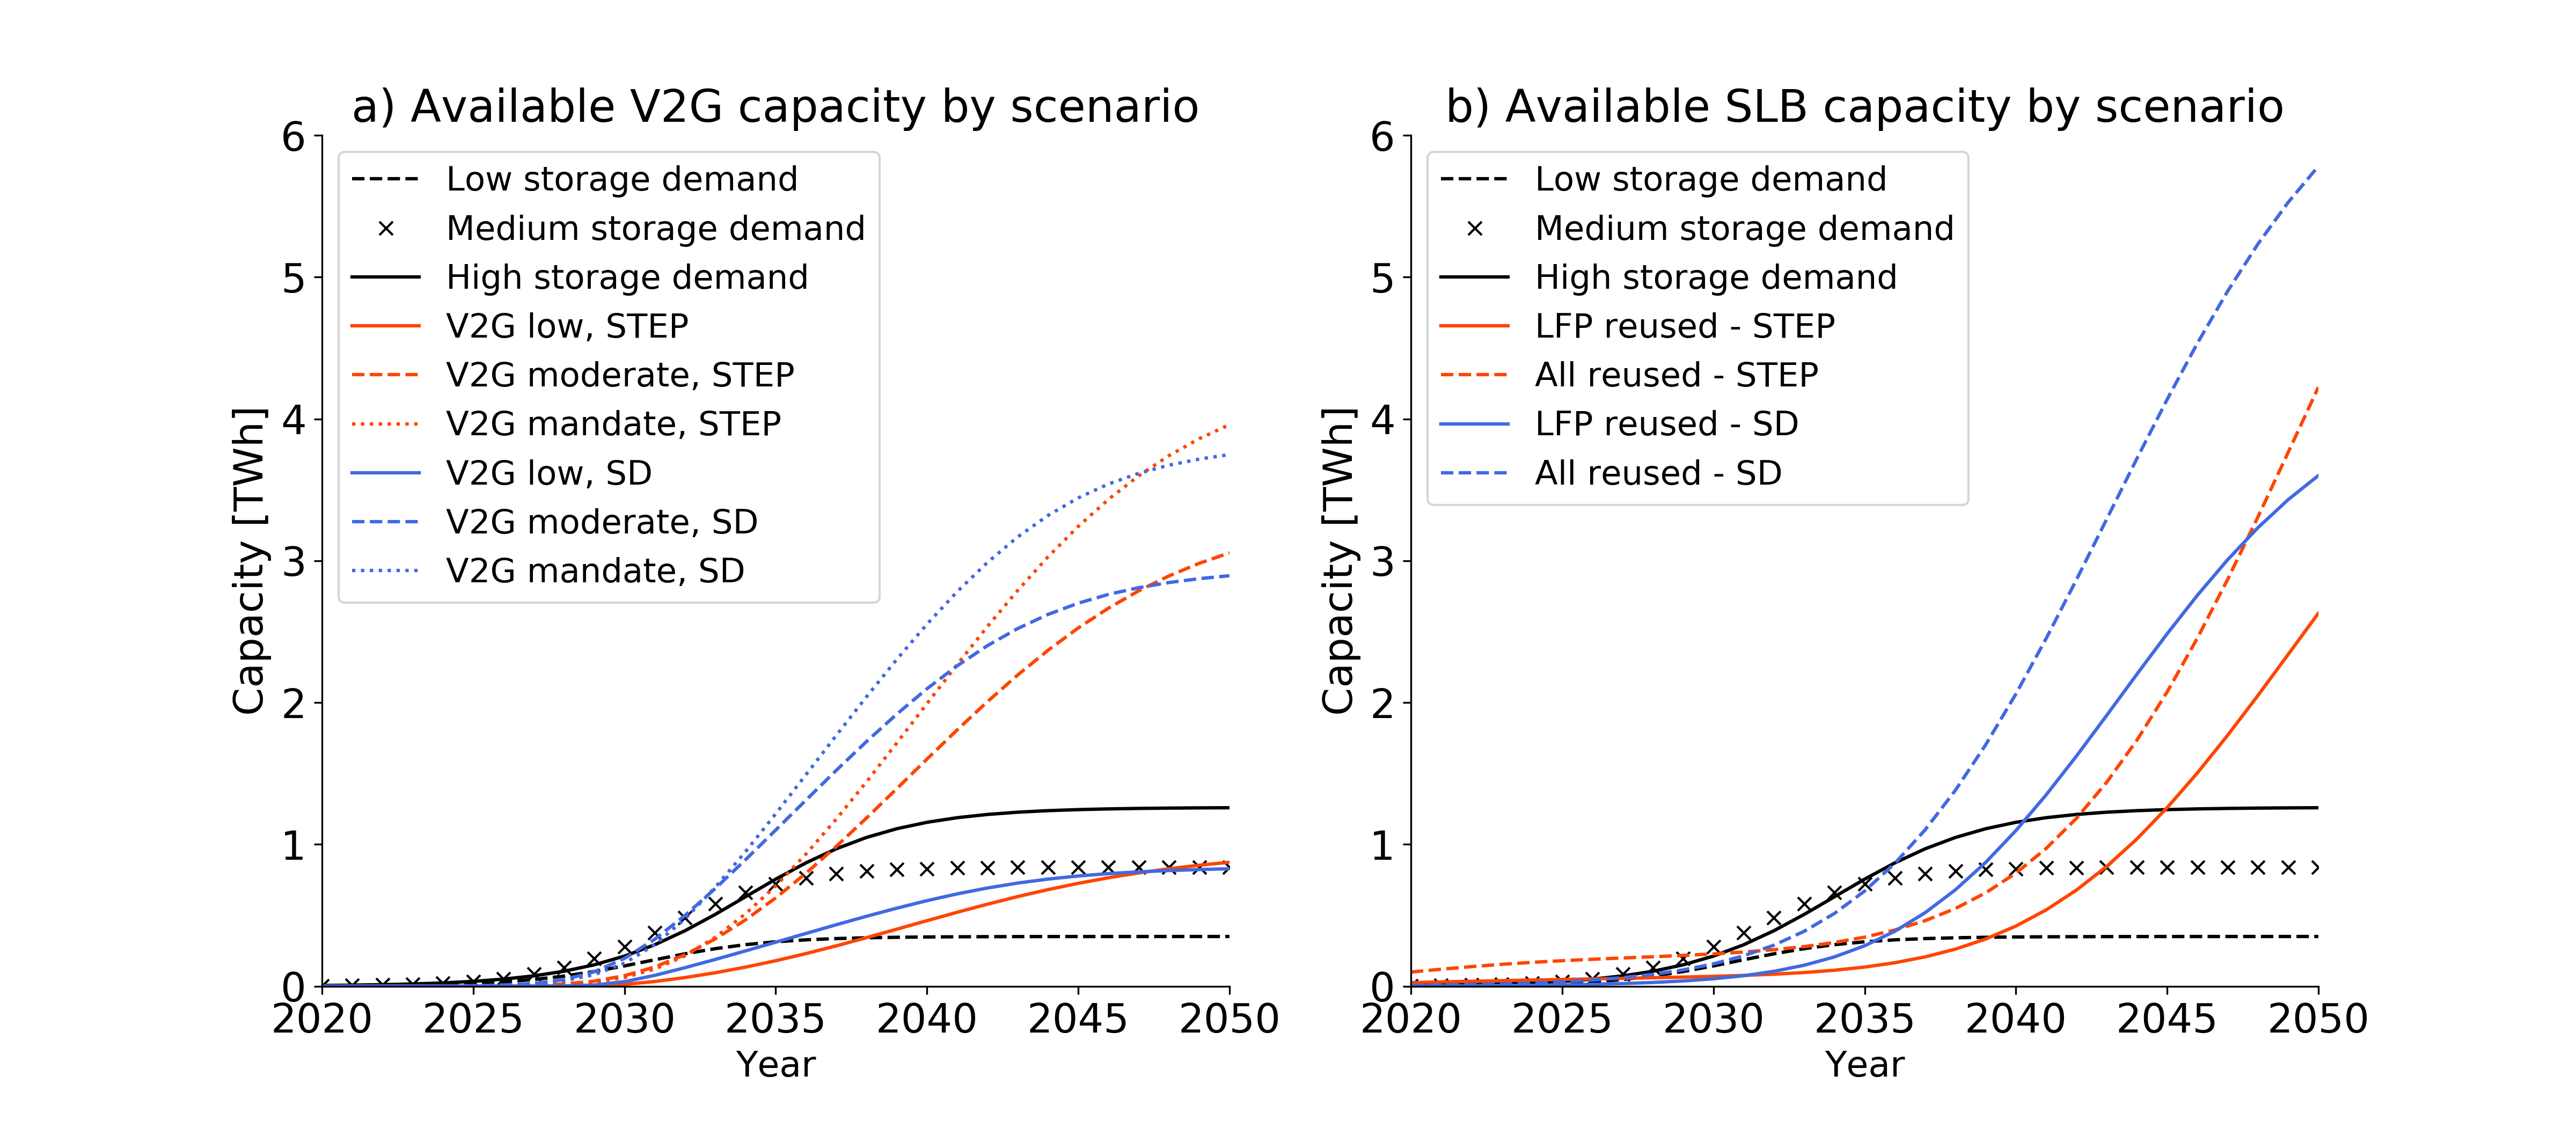 a) Available V2G capacity by scenario
6
5
4
3
2
1
0
Capacity [TWh]
Low storage demand
Medium storage demand
High storage demand
V2G low, STEP
V2G moderate, STEP
V2G mandate, STEP
V2G low, SD
V2G moderate, SD
V2G mandate, SD
2020 2025 2030 2035 2040 2045 2050
Year
b) Available SLB capacity by scenario
6
5
4
3
2
1
0
Capacity [TWh]
Low storage demand
Medium storage demand
High storage demand
LFP reused - STEP
All reused - STEP
LFP reused - SD
All reused - SD
2020 2025 2030 2035 2040 2045 2050
Year